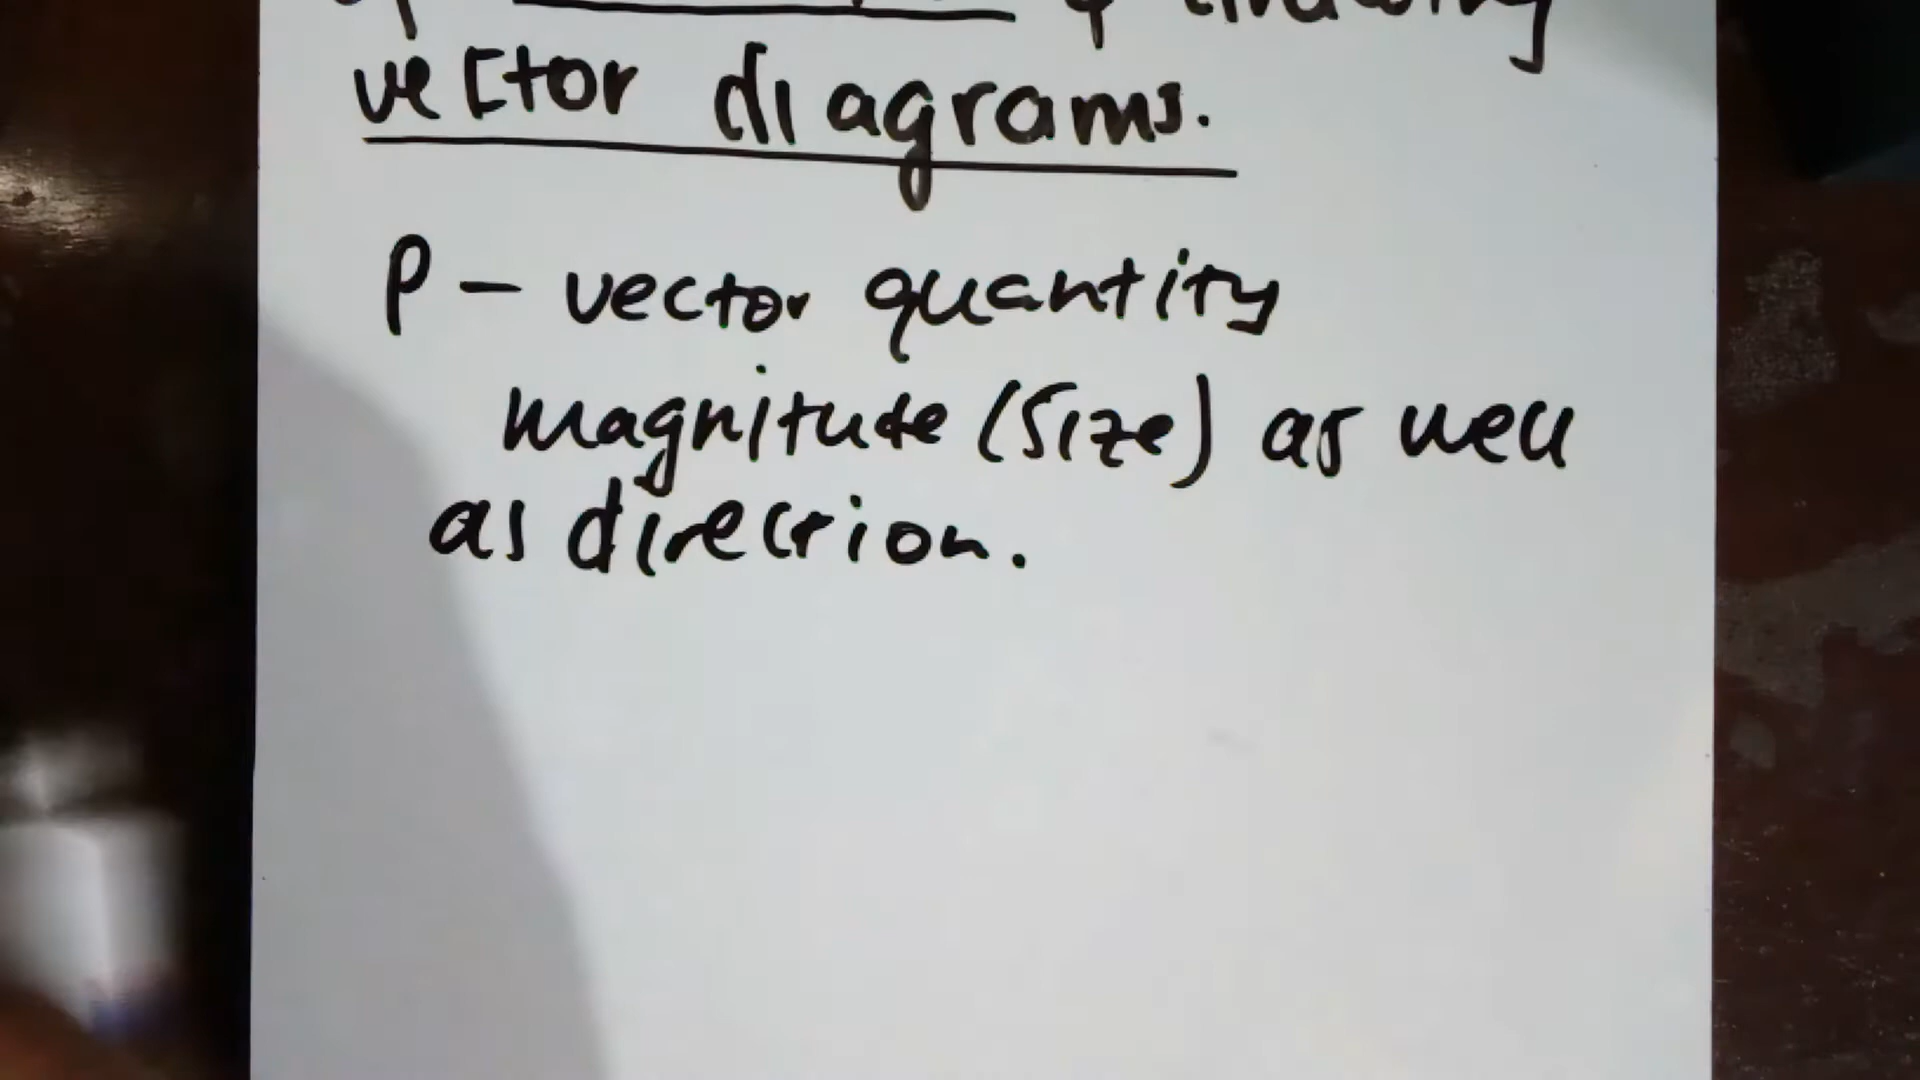 vector diagrams.
P - vector quantity
magnitude (size) as well
as direction.